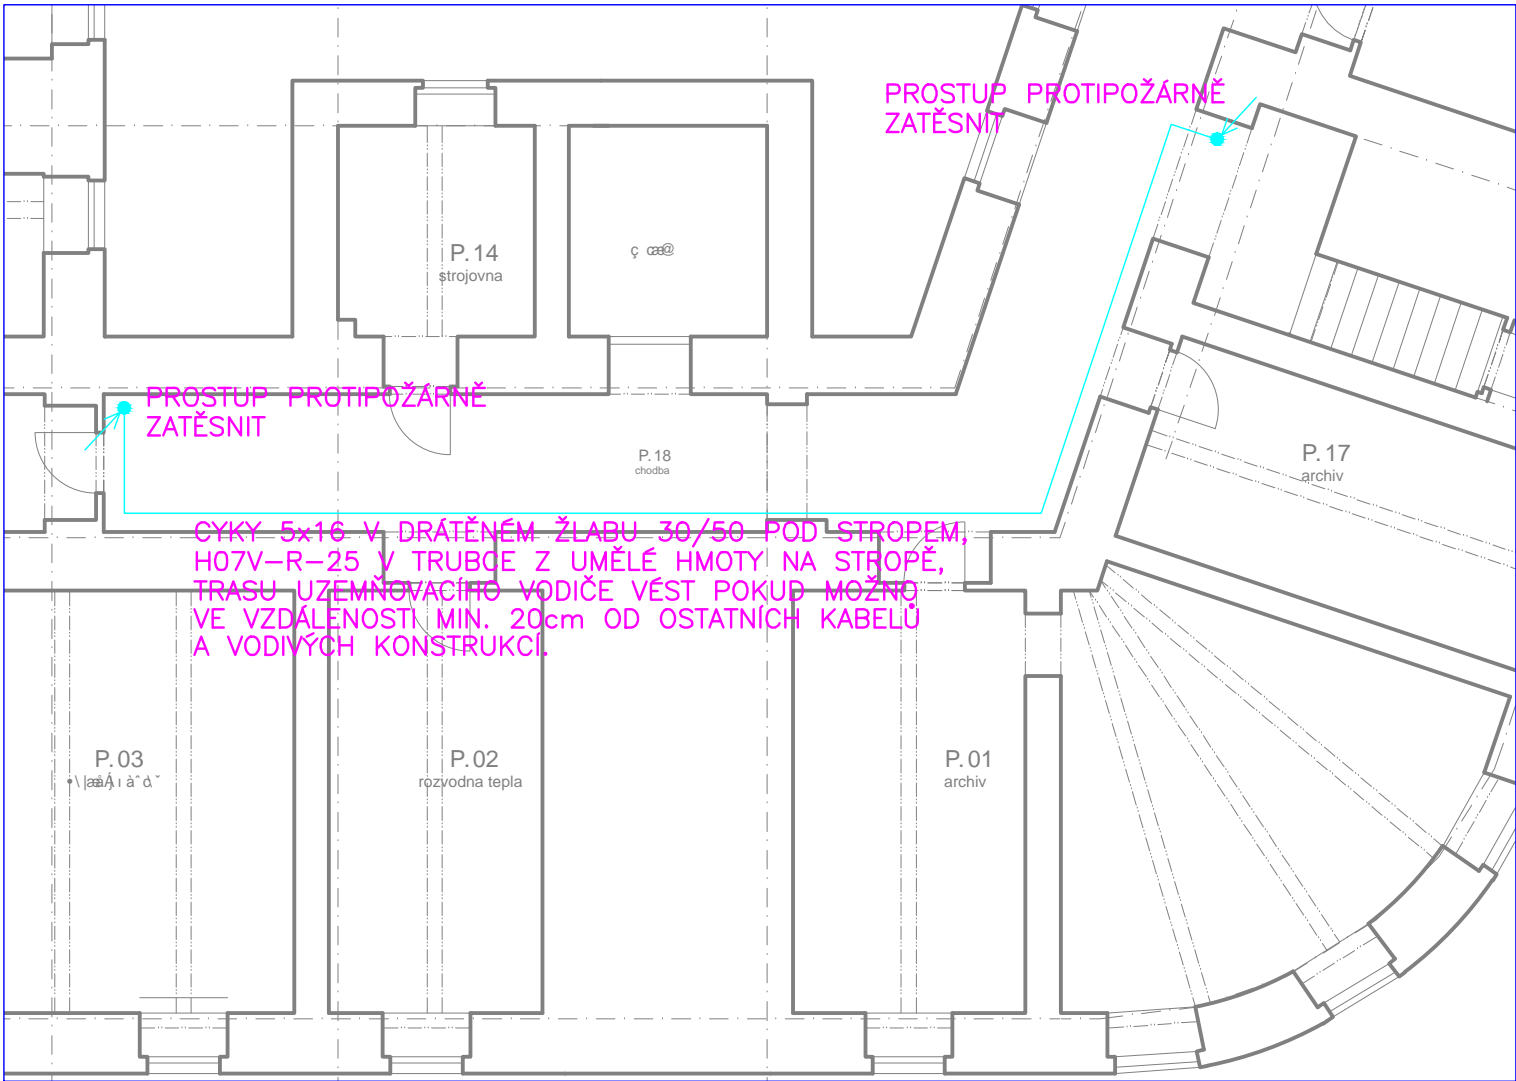 PROSTUP PROTIPOŽÁRNĚ
ZATĚSNIT
P.14
strojovna
PROSTUP PROTIPOŽÁRNĚ
ZATĚSNIT
P.18
chodba
P.17
archiv
CYKY 5x16 V DRÁTĚNÉM ŽLABU 30/50 POD STROPEM,
H07V-R-25 V TRUBCE Z UMĚLÉ HMOTY NA STROPĚ,
TRASU UZEMŇOVACÍHO VODIČE VÉST POKUD MOŽNO
VE VZDÁLENOSTI MIN. 20cm OD OSTATNÍCH KABELŮ
A VODIVÝCH KONSTRUKCÍ.
P.03
P.02
rozvodna tepla
P.01
archiv